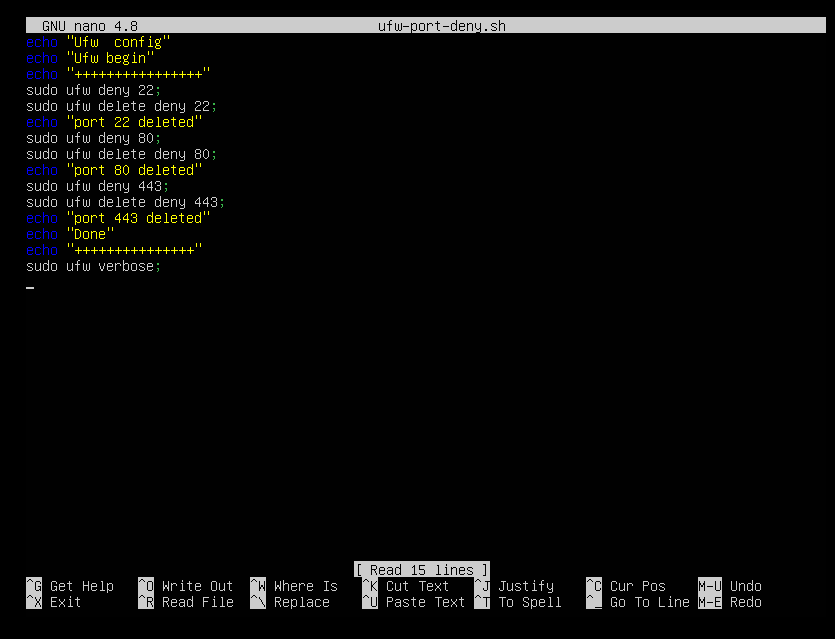 GNU nano 4.8 ufw-port-deny.sh
echo "Ufw  config"
echo "Ufw begin"
echo "++++++++++++++++"
sudo ufw deny 22;
sudo ufw delete deny 22;
echo "port 22 deleted"
sudo ufw deny 80;
sudo ufw delete deny 80;
echo "port 80 deleted"
sudo ufw deny 443;
sudo ufw delete deny 443;
echo "port 443 deleted"
echo "Done"
echo "+++++++++++++++"
sudo ufw verbose;
[ Read 15 lines ]
^G Get Help ^O Write Out ^W Where Is ^K Cut Text ^J Justify ^C Cur Pos M-U Undo
^X Exit ^R Read File ^\ Replace ^U Paste Text ^T To Spell ^_ Go To Line M-E Redo